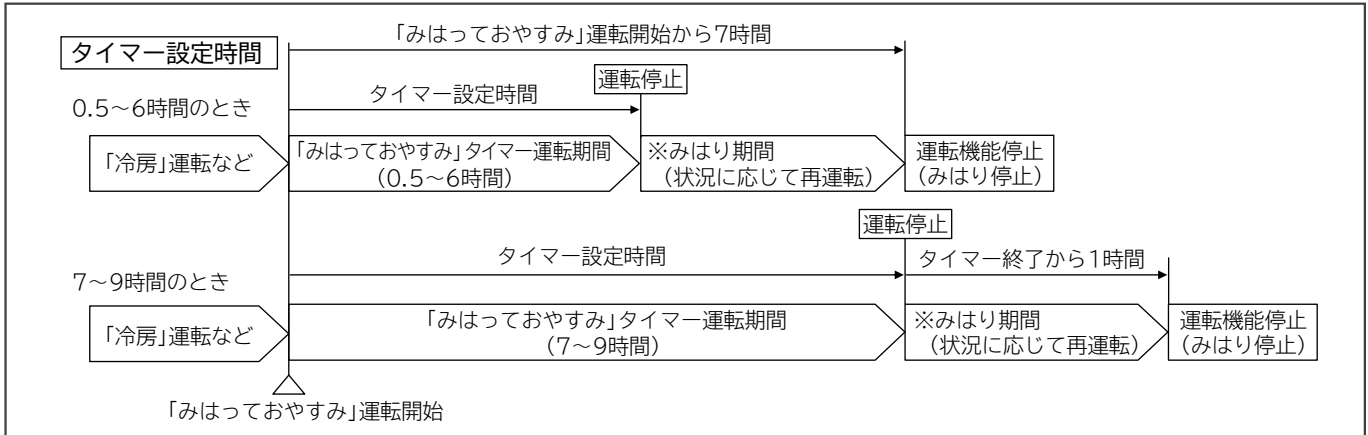 「みはっておやすみ」運転開始から7時間
タイマー設定時間
運転停止
タイマー設定時間
0.5～6時間のとき
「冷房」運転など
「みはっておやすみ」タイマー運転期間
(0.5～6時間)
※みはり期間
(状況に応じて再運転)
運転機能停止
(みはり停止)
運転停止
タイマー設定時間
タイマー終了から1時間
7～9時間のとき
「冷房」運転など
「みはっておやすみ」タイマー運転期間
(7～9時間)
※みはり期間
(状況に応じて再運転)
運転機能停止
(みはり停止)
「みはっておやすみ」運転開始